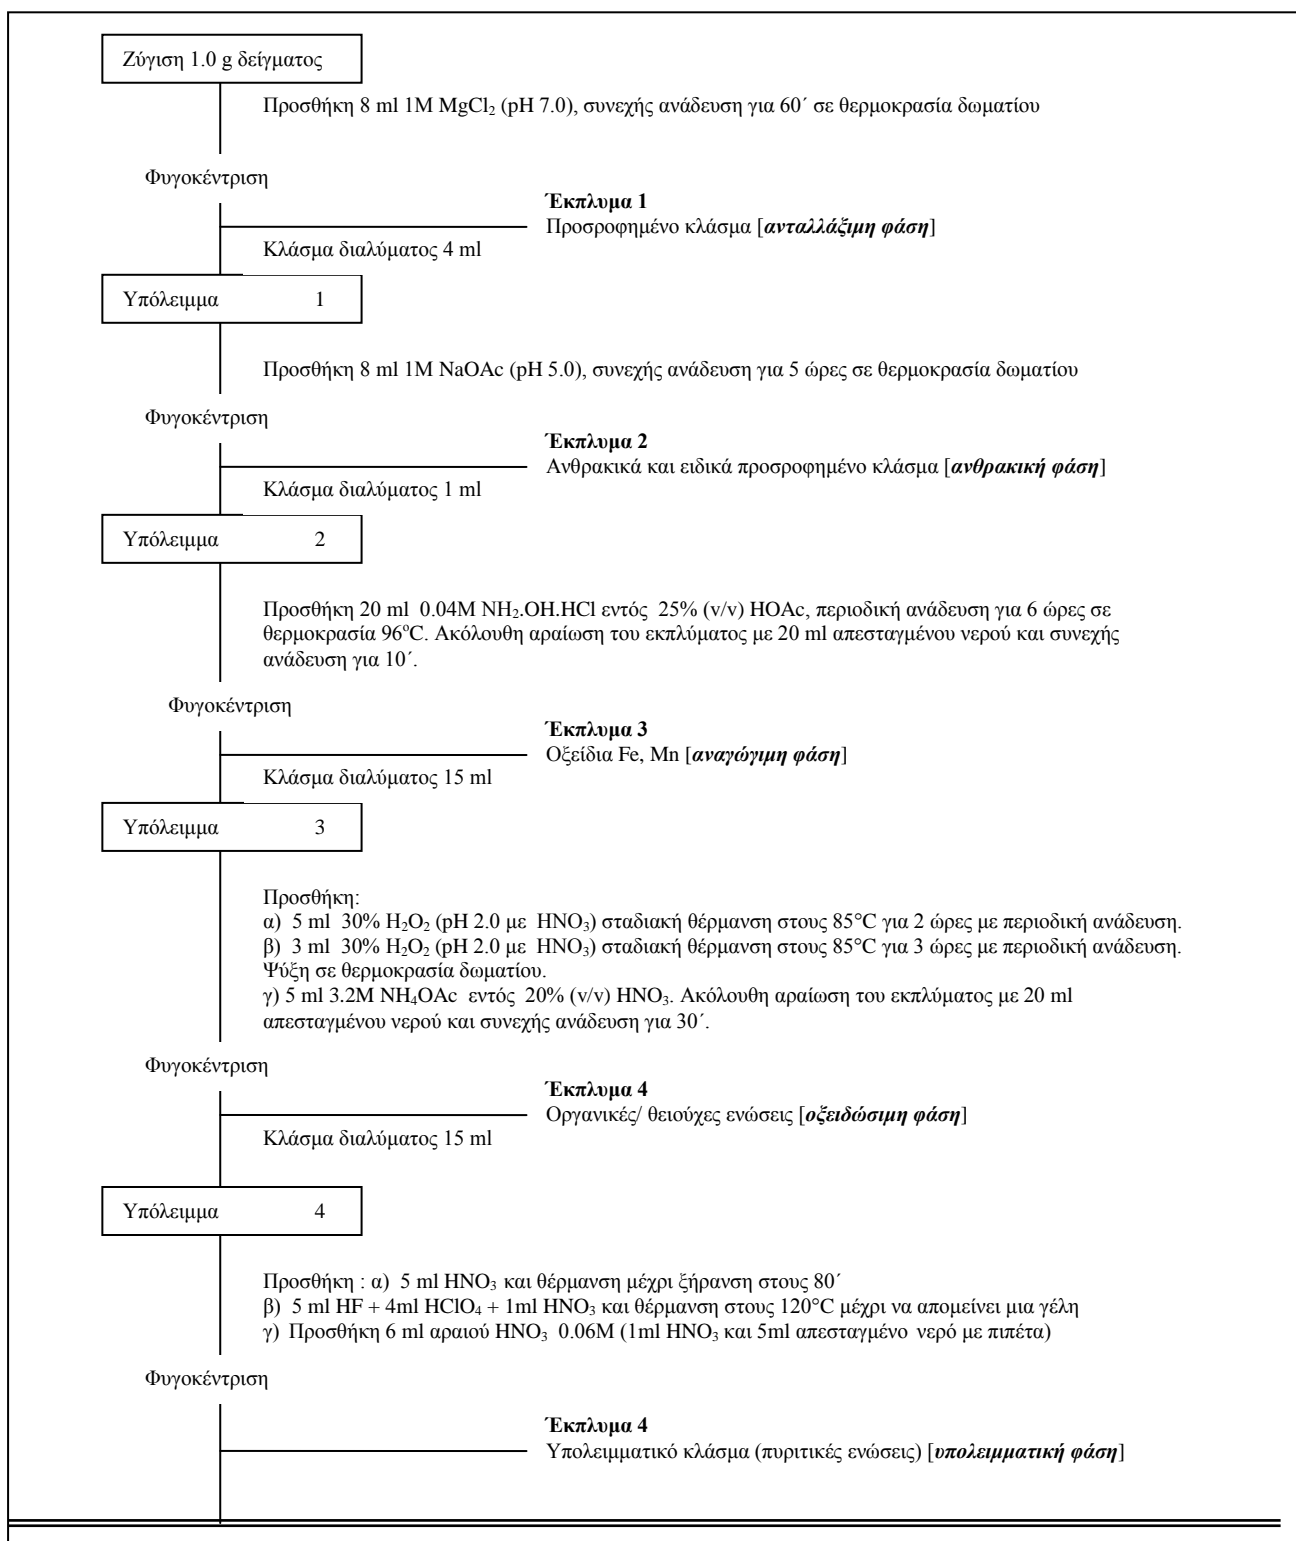 Ζύγιση 1.0 g δείγματος
Προσθήκη 8 ml 1M MgCl₂ (pH 7.0), συνεχής ανάδευση για 60΄ σε θερμοκρασία δωματίου
Φυγοκέντριση
Έκπλυμα 1
Προσροφημένο κλάσμα [ανταλλάξιμη φάση]
Κλάσμα διαλύματος 4 ml
Υπόλειμμα 1
Προσθήκη 8 ml 1M NaOAc (pH 5.0), συνεχής ανάδευση για 5 ώρες σε θερμοκρασία δωματίου
Φυγοκέντριση
Έκπλυμα 2
Ανθρακικά και ειδικά προσροφημένο κλάσμα [ανθρακική φάση]
Κλάσμα διαλύματος 1 ml
Υπόλειμμα 2
Προσθήκη 20 ml 0.04M NH₂.OH.HCl εντός 25% (v/v) HOAc, περιοδική ανάδευση για 6 ώρες σε
θερμοκρασία 96°C. Ακόλουθη αραίωση του εκπλύματος με 20 ml απεσταγμένου νερού και συνεχής
ανάδευση για 10΄.
Φυγοκέντριση
Έκπλυμα 3
Οξείδια Fe, Mn [αναγώγιμη φάση]
Κλάσμα διαλύματος 15 ml
Υπόλειμμα 3
Προσθήκη:
α) 5 ml 30% H₂O₂ (pH 2.0 με HNO₃) σταδιακή θέρμανση στους 85°C για 2 ώρες με περιοδική ανάδευση.
β) 3 ml 30% H₂O₂ (pH 2.0 με HNO₃) σταδιακή θέρμανση στους 85°C για 3 ώρες με περιοδική ανάδευση.
Ψύξη σε θερμοκρασία δωματίου.
γ) 5 ml 3.2M NH₄OAc εντός 20% (v/v) HNO₃. Ακόλουθη αραίωση του εκπλύματος με 20 ml
απεσταγμένου νερού και συνεχής ανάδευση για 30΄.
Φυγοκέντριση
Έκπλυμα 4
Οργανικές/ θειούχες ενώσεις [οξειδώσιμη φάση]
Κλάσμα διαλύματος 15 ml
Υπόλειμμα 4
Προσθήκη : α) 5 ml HNO₃ και θέρμανση μέχρι ξήρανση στους 80΄
β) 5 ml HF + 4ml HClO₄ + 1ml HNO₃ και θέρμανση στους 120°C μέχρι να απομείνει μια γέλη
γ) Προσθήκη 6 ml αραιού HNO₃ 0.06M (1ml HNO₃ και 5ml απεσταγμένο νερό με πιπέτα)
Φυγοκέντριση
Έκπλυμα 4
Υπολειμματικό κλάσμα (πυριτικές ενώσεις) [υπολειμματική φάση]